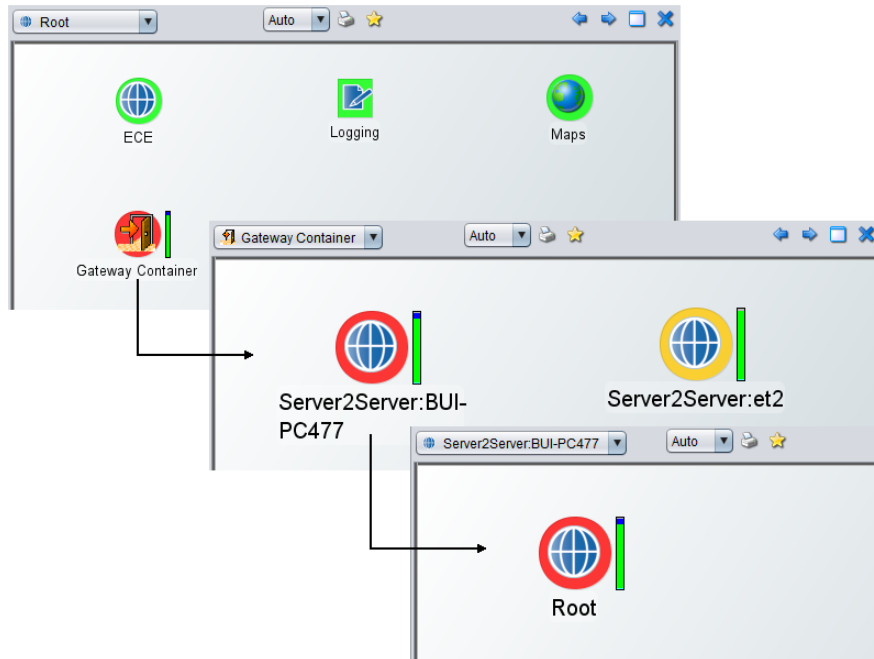 Root
Auto
ECE
Logging
Maps
Gateway Container
Gateway Container
Auto
Server2Server:BUI-
PC477
Server2Server:et2
Server2Server:BUI-PC477
Auto
Root